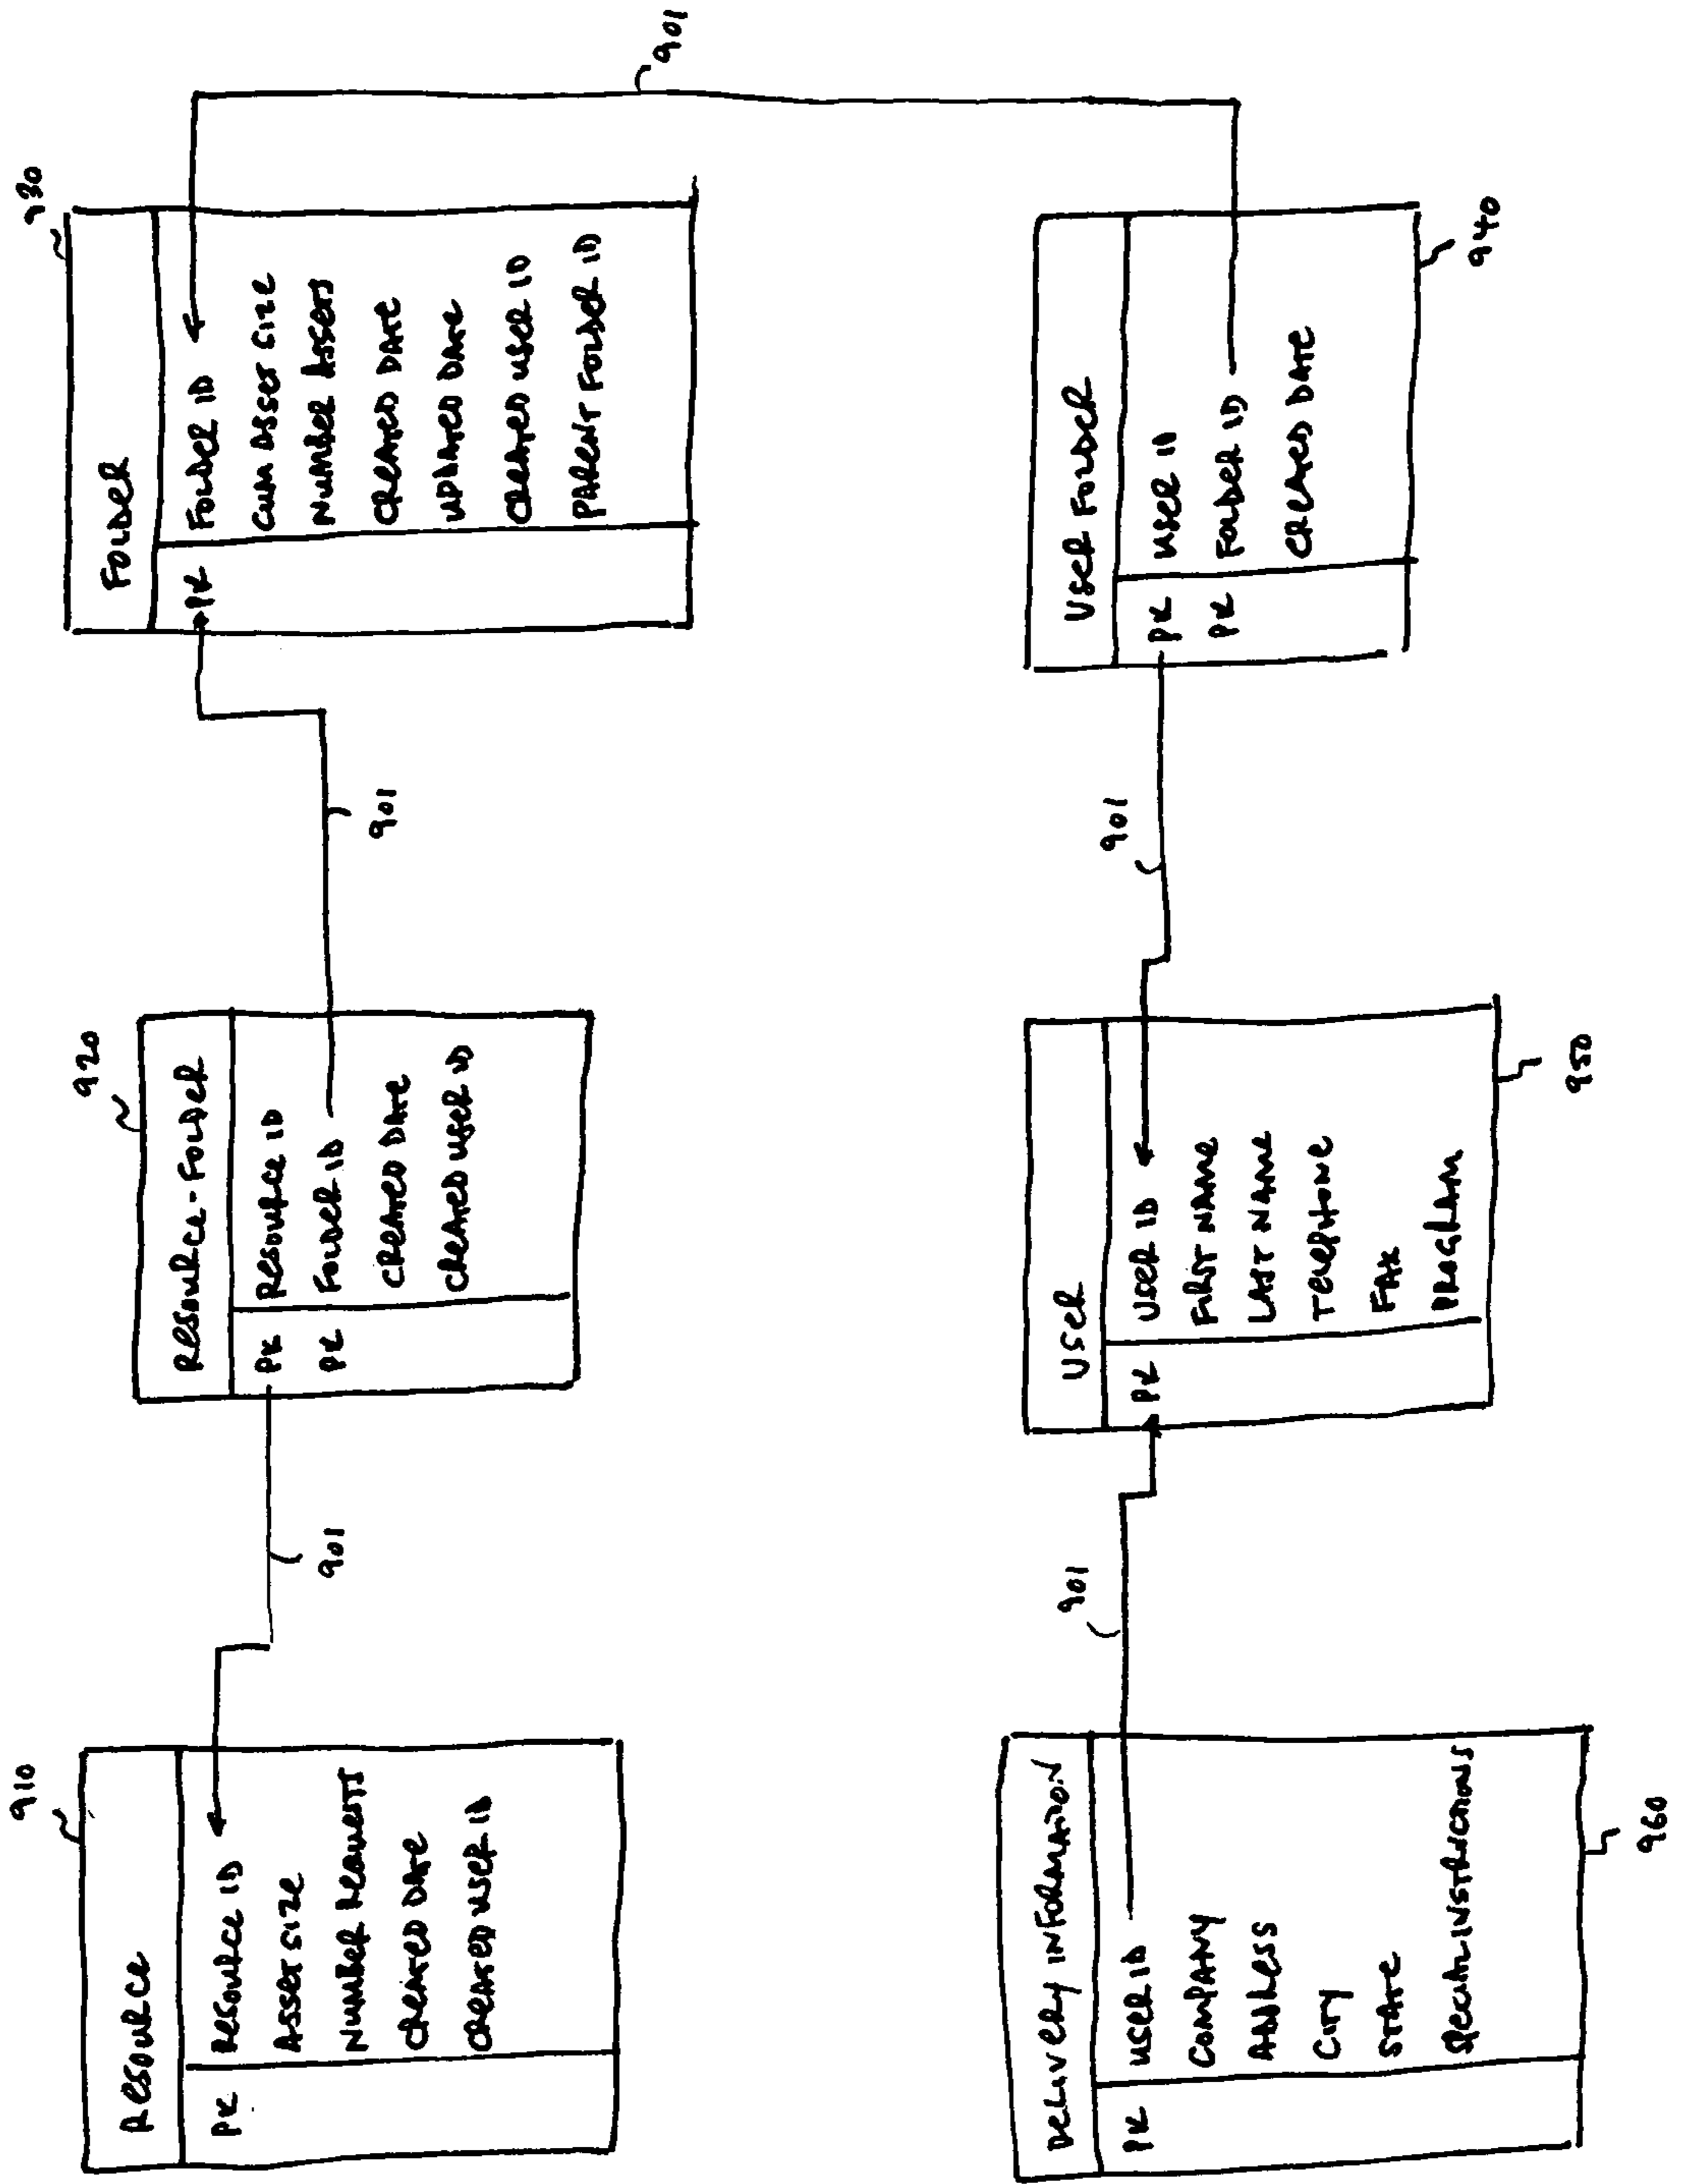 910
RESOURCE
PK RESOURCE ID
ASSET SIZE
NUMBER REQUESTS
CREATED DATE
CREATED USER ID
901
920
RESOURCE-FOLDER
PK RESOURCE ID
PK FOLDER ID
CREATED DATE
CREATED USER ID
901
930
FOLDER
PK FOLDER ID
CUM ASSET SIZE
NUMBER ASSETS
CREATED DATE
UPDATED DATE
CREATED USER ID
PARENT FOLDER ID
901
DELIVERY INFORMATION
PK USER ID
COMPANY
ADDRESS
CITY
STATE
SPECIAL INSTRUCTIONS
960
901
USER
PK USER ID
FIRST NAME
LAST NAME
TELEPHONE
FAX
PROGRAM
950
901
USER FOLDER
PK USER ID
PK FOLDER ID
CREATED DATE
940